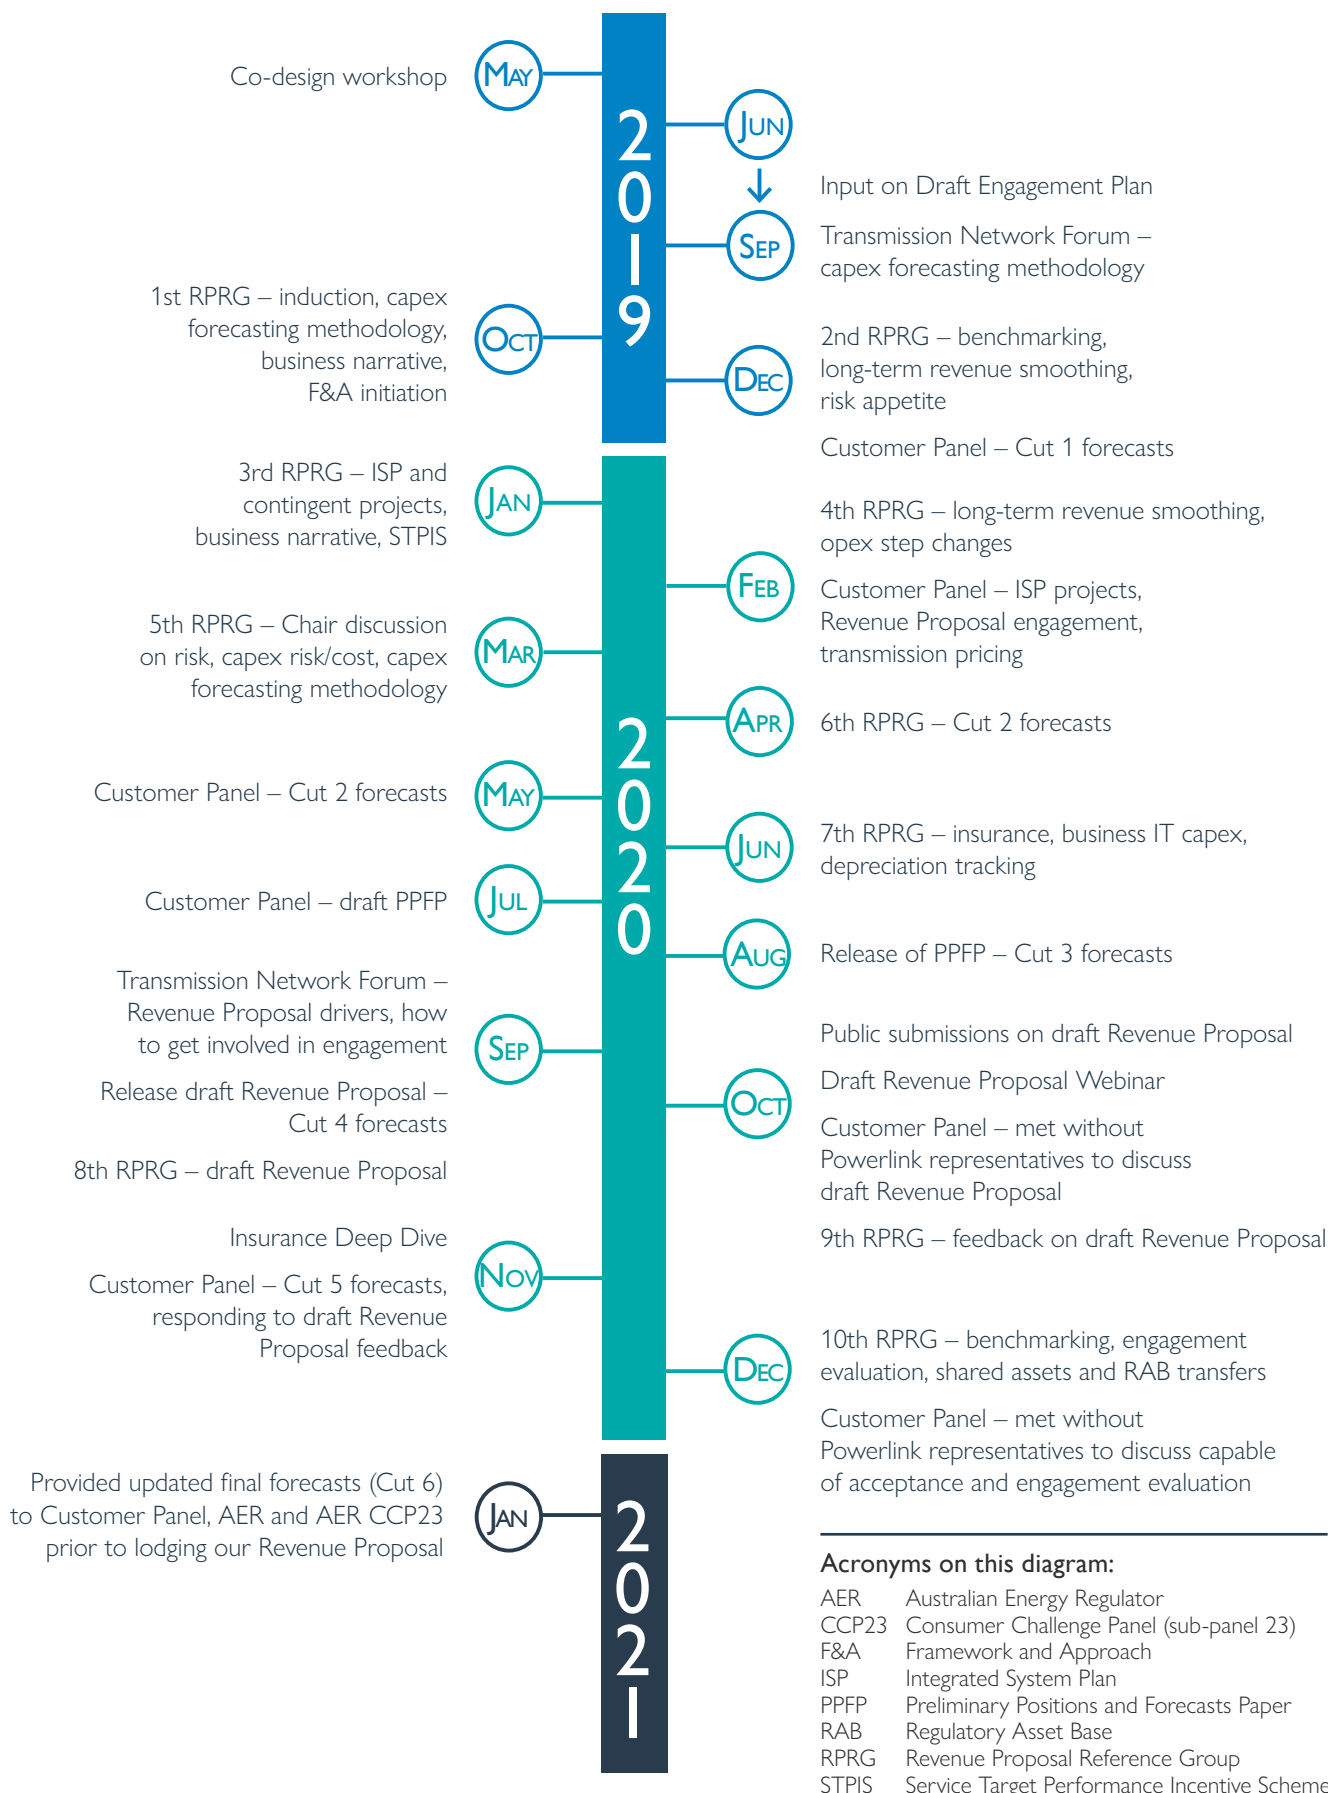 Co-design workshop
MAY
2019
JUN
Input on Draft Engagement Plan
SEP
Transmission Network Forum –
capex forecasting methodology
1st RPRG – induction, capex
forecasting methodology,
business narrative,
F&A initiation
OCT
DEC
2nd RPRG – benchmarking,
long-term revenue smoothing,
risk appetite
Customer Panel – Cut 1 forecasts
3rd RPRG – ISP and
contingent projects,
business narrative, STPIS
JAN
2020
FEB
4th RPRG – long-term revenue smoothing,
opex step changes
Customer Panel – ISP projects,
Revenue Proposal engagement,
transmission pricing
5th RPRG – Chair discussion
on risk, capex risk/cost, capex
forecasting methodology
MAR
APR
6th RPRG – Cut 2 forecasts
Customer Panel – Cut 2 forecasts
MAY
JUN
7th RPRG – insurance, business IT capex,
depreciation tracking
Customer Panel – draft PPFP
JUL
AUG
Release of PPFP – Cut 3 forecasts
Transmission Network Forum –
Revenue Proposal drivers, how
to get involved in engagement
Release draft Revenue Proposal –
Cut 4 forecasts
8th RPRG – draft Revenue Proposal
SEP
OCT
Public submissions on draft Revenue Proposal
Draft Revenue Proposal Webinar
Customer Panel – met without
Powerlink representatives to discuss
draft Revenue Proposal
9th RPRG – feedback on draft Revenue Proposal
Insurance Deep Dive
Customer Panel – Cut 5 forecasts,
responding to draft Revenue
Proposal feedback
NOV
DEC
10th RPRG – benchmarking, engagement
evaluation, shared assets and RAB transfers
Customer Panel – met without
Powerlink representatives to discuss capable
of acceptance and engagement evaluation
Provided updated final forecasts (Cut 6)
to Customer Panel, AER and AER CCP23
prior to lodging our Revenue Proposal
JAN
2021
Acronyms on this diagram:
AER Australian Energy Regulator
CCP23 Consumer Challenge Panel (sub-panel 23)
F&A Framework and Approach
ISP Integrated System Plan
PPFP Preliminary Positions and Forecasts Paper
RAB Regulatory Asset Base
RPRG Revenue Proposal Reference Group
STPIS Service Target Performance Incentive Scheme